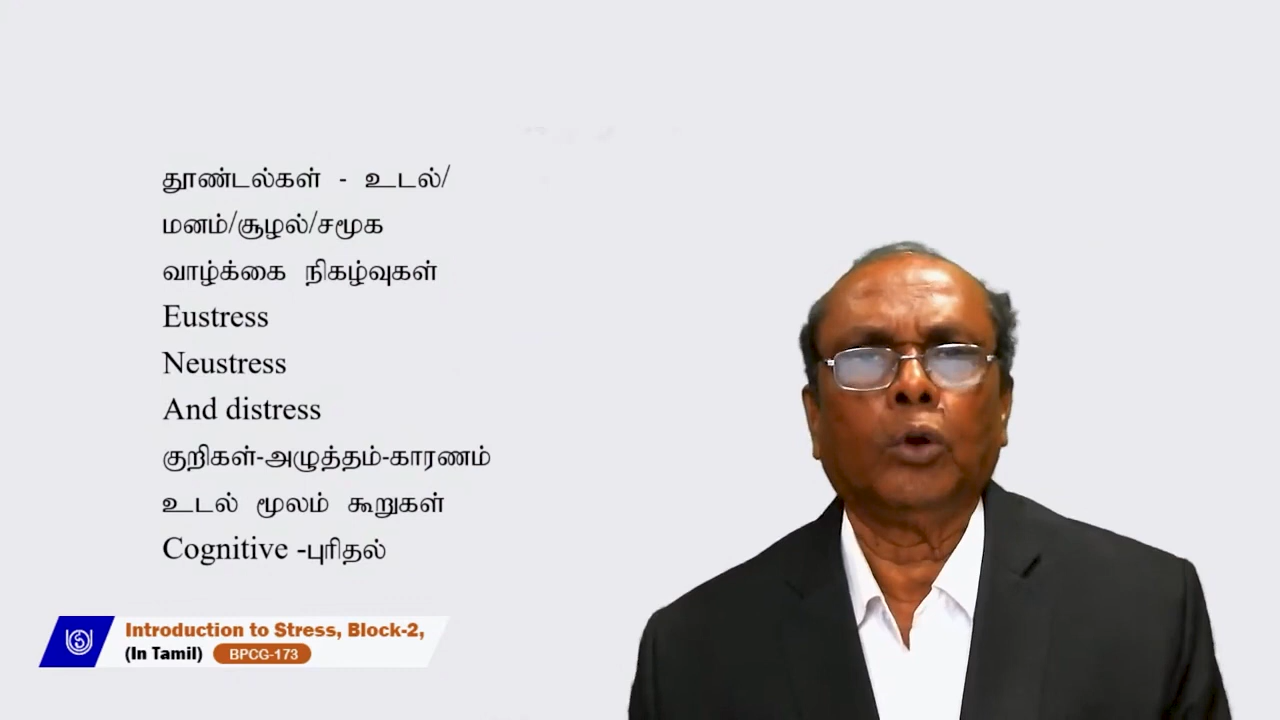 தூண்டல்கள் - உடல்/
மனம்/சூழல்/சமூக
வாழ்க்கை நிகழ்வுகள்
Eustress
Neustress
And distress
குறிகள்-அழுத்தம்-காரணம்
உடல் மூலம் கூறுகள்
Cognitive -புரிதல்
Introduction to Stress, Block-2,
(In Tamil) BPCG-173